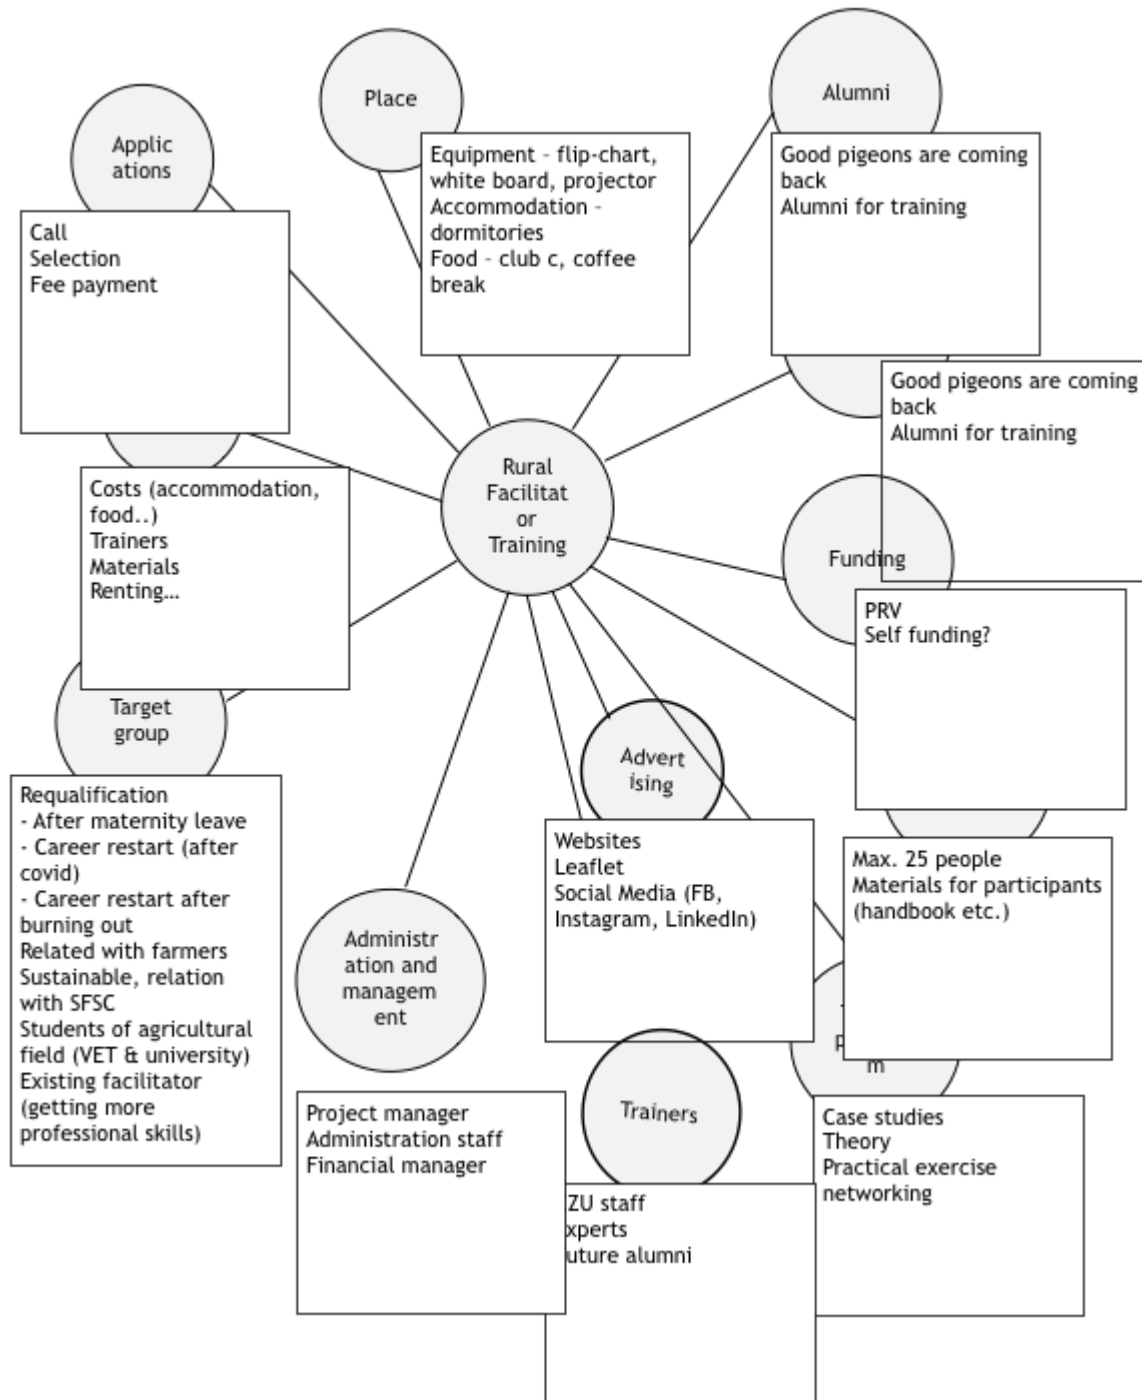 Place
Alumni
Applic
ations
Equipment - flip-chart,
white board, projector
Accommodation -
dormitories
Food - club c, coffee
break
Good pigeons are coming
back
Alumni for training
Call
Selection
Fee payment
Good pigeons are coming
back
Alumni for training
Rural
Facilitat
or
Training
Costs (accommodation,
food..)
Trainers
Materials
Renting…
Funding
PRV
Self funding?
Target
group
Requalification
- After maternity leave
- Career restart (after
covid)
- Career restart after
burning out
Related with farmers
Sustainable, relation
with SFSC
Students of agricultural
field (VET & university)
Existing facilitator
(getting more
professional skills)
Advert
ising
Websites
Leaflet
Social Media (FB,
Instagram, LinkedIn)
Max. 25 people
Materials for participants
(handbook etc.)
Administr
ation and
managem
ent
m
Project manager
Administration staff
Financial manager
Trainers
ZU staff
xperts
uture alumni
Case studies
Theory
Practical exercise
networking